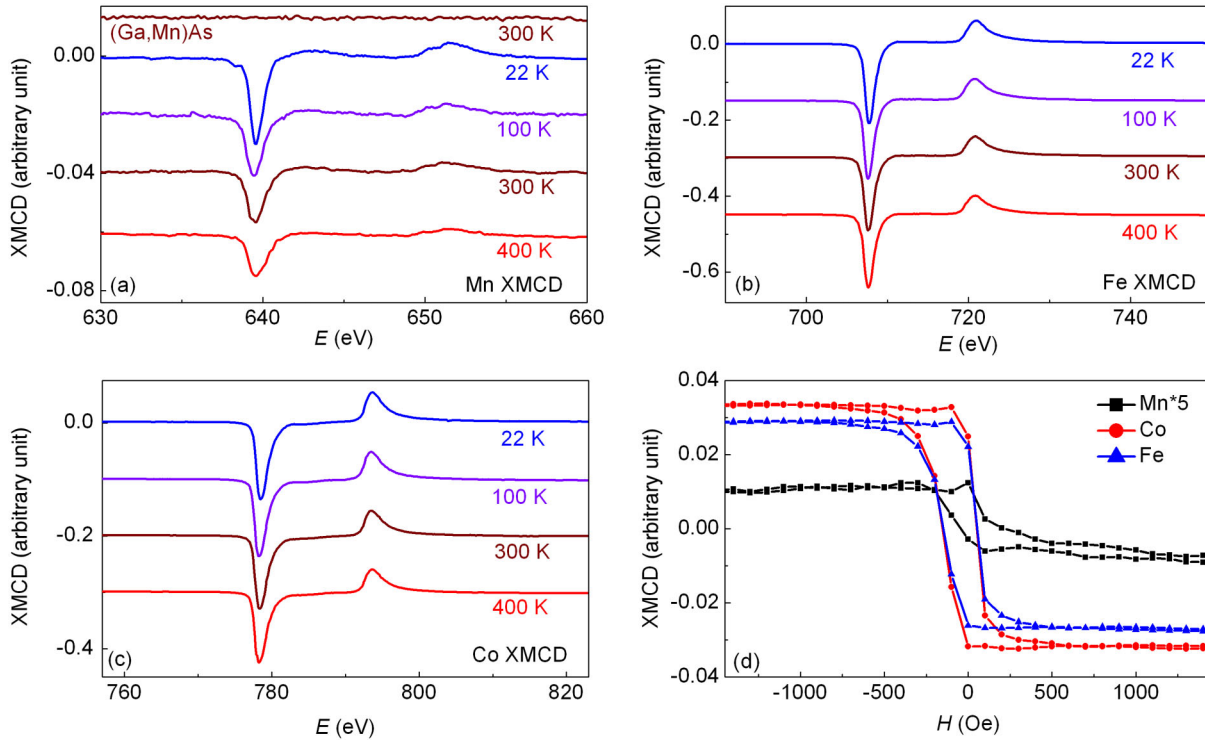 (Ga,Mn)As
300 K
22 K
100 K
300 K
400 K
0.00
-0.04
-0.08
XMCD (arbitrary unit)
(a)
Mn XMCD
630
640
650
660
E (eV)
22 K
100 K
300 K
400 K
0.0
-0.2
-0.4
-0.6
XMCD (arbitrary unit)
(b)
Fe XMCD
700
720
740
E (eV)
22 K
100 K
300 K
400 K
0.0
-0.2
-0.4
XMCD (arbitrary unit)
(c)
Co XMCD
760
780
800
820
E (eV)
Mn*5
Co
Fe
0.04
0.02
0.00
-0.02
-0.04
XMCD (arbitrary unit)
(d)
-1000
-500
0
500
1000
H (Oe)